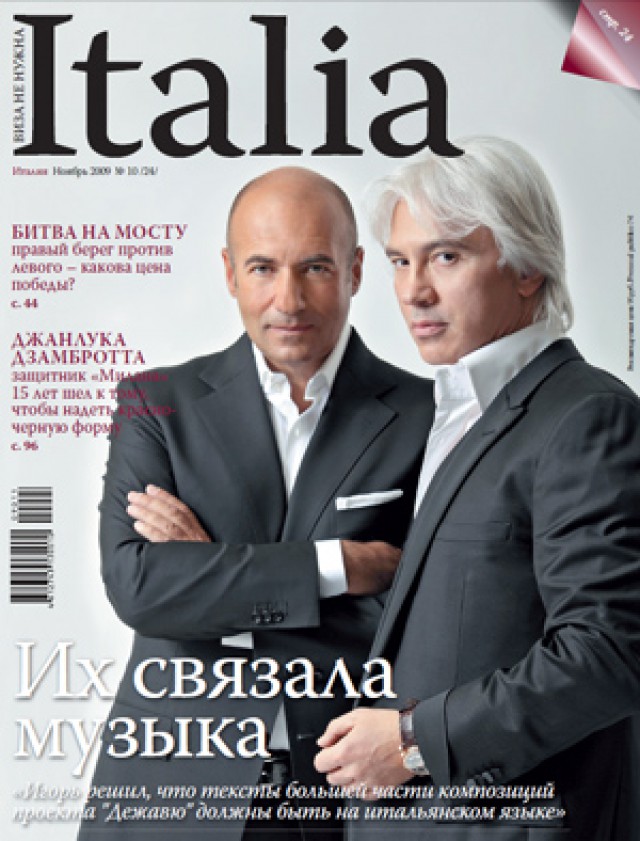 стр. 24
ВИЗА НЕ НУЖНА
Italia
Италия Ноябрь 2009 № 10 /24/
БИТВА НА МОСТУ
правый берег против
левого – какова цена
победы?
с. 44
ДЖАНЛУКА
ДЗАМБРОТТА
защитник «Милана»
15 лет шел к тому,
чтобы надеть красно-
черную форму
с. 96
Их связала
музыка
«Игорь решил, что тексты большей части композиций
проекта "Дежавю" должны быть на итальянском языке»